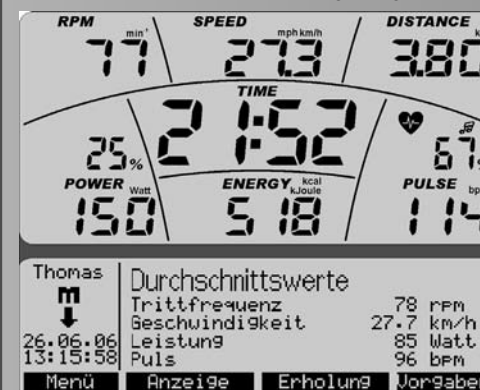 RPM SPEED DISTANCE
min⁻¹ mph km/h k
77 27.3 3.80
TIME
25% 21:52 67%
POWER Watt ENERGY kcal kJoule PULSE bp
150 518 114
Thomas Durchschnittswerte
m Trittfrequenz 78 rpm
Geschwindigkeit 27.7 km/h
26.06.06 Leistung 85 Watt
13:15:58 Puls 96 bpm
Menü Anzeige Erholung Vorgabe